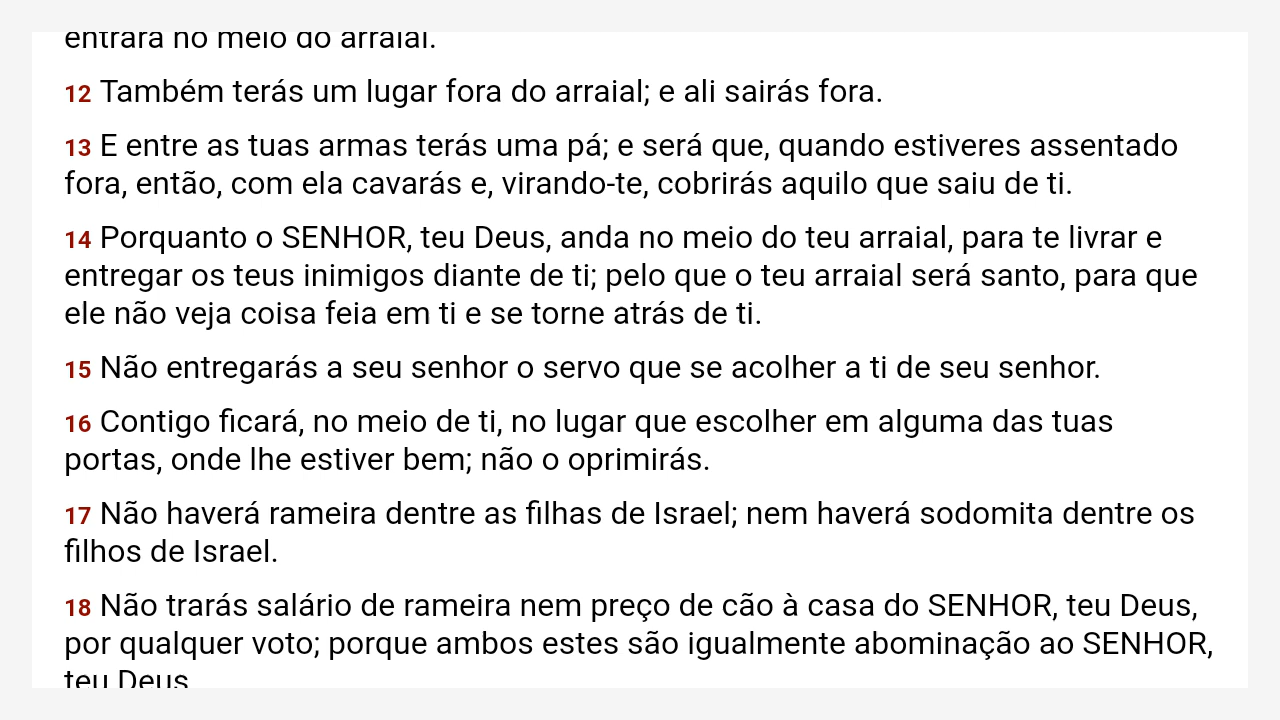 entrará no meio do arraial.
12 Também terás um lugar fora do arraial; e ali sairás fora.
13 E entre as tuas armas terás uma pá; e será que, quando estiveres assentado
fora, então, com ela cavarás e, virando-te, cobrirás aquilo que saiu de ti.
14 Porquanto o SENHOR, teu Deus, anda no meio do teu arraial, para te livrar e
entregar os teus inimigos diante de ti; pelo que o teu arraial será santo, para que
ele não veja coisa feia em ti e se torne atrás de ti.
15 Não entregarás a seu senhor o servo que se acolher a ti de seu senhor.
16 Contigo ficará, no meio de ti, no lugar que escolher em alguma das tuas
portas, onde lhe estiver bem; não o oprimirás.
17 Não haverá rameira dentre as filhas de Israel; nem haverá sodomita dentre os
filhos de Israel.
18 Não trarás salário de rameira nem preço de cão à casa do SENHOR, teu Deus,
por qualquer voto; porque ambos estes são igualmente abominação ao SENHOR,
teu Deus